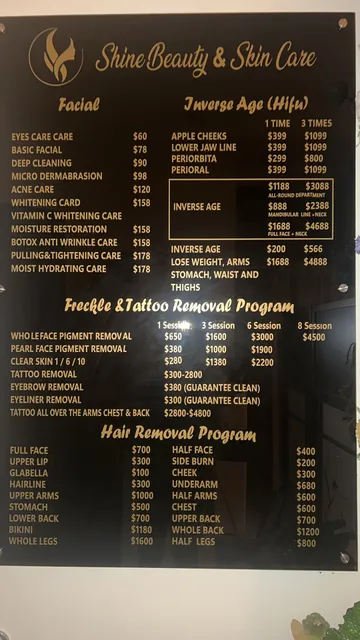 Shine Beauty & Skin Care
Facial
EYES CARE CARE $60
BASIC FACIAL $78
DEEP CLEANING $90
MICRO DERMABRASION $98
ACNE CARE $120
WHITENING CARD $158
VITAMIN C WHITENING CARE
MOISTURE RESTORATION $158
BOTOX ANTI WRINKLE CARE $158
PULLING&TIGHTENING CARE $178
MOIST HYDRATING CARE $178
Inverse Age (Hifu)
1 TIME 3 TIMES
APPLE CHEEKS $399 $1099
LOWER JAW LINE $399 $1099
PERIORBITA $299 $800
PERIORAL $399 $1099
$1188 $3088
ALL-ROUND DEPARTMENT
INVERSE AGE $888 $2388
MANDIBULAR LINE+NECK
$1688 $4688
FULL FACE + NECK
INVERSE AGE $200 $566
LOSE WEIGHT, ARMS $1688 $4888
STOMACH, WAIST AND
THIGHS
Freckle &Tattoo Removal Program
1 Session 3 Session 6 Session 8 Session
WHOLEFACE PIGMENT REMOVAL $650 $1600 $3000 $4500
PEARL FACE PIGMENT REMOVAL $380 $1000 $1900
CLEAR SKIN 1 / 6 / 10 $280 $1380 $2200
TATTOO REMOVAL $300-2800
EYEBROW REMOVAL $380 (GUARANTEE CLEAN)
EYELINER REMOVAL $300 (GUARANTEE CLEAN)
TATTOO ALL OVER THE ARMS CHEST & BACK $2800-$4800
Hair Removal Program
FULL FACE $700 HALF FACE $400
UPPER LIP $300 SIDE BURN $200
GLABELLA $100 CHEEK $300
HAIRLINE $300 UNDERARM $680
UPPER ARMS $1000 HALF ARMS $600
STOMACH $500 CHEST $600
LOWER BACK $700 UPPER BACK $700
BIKINI $1180 WHOLE BACK $1200
WHOLE LEGS $1600 HALF LEGS $800